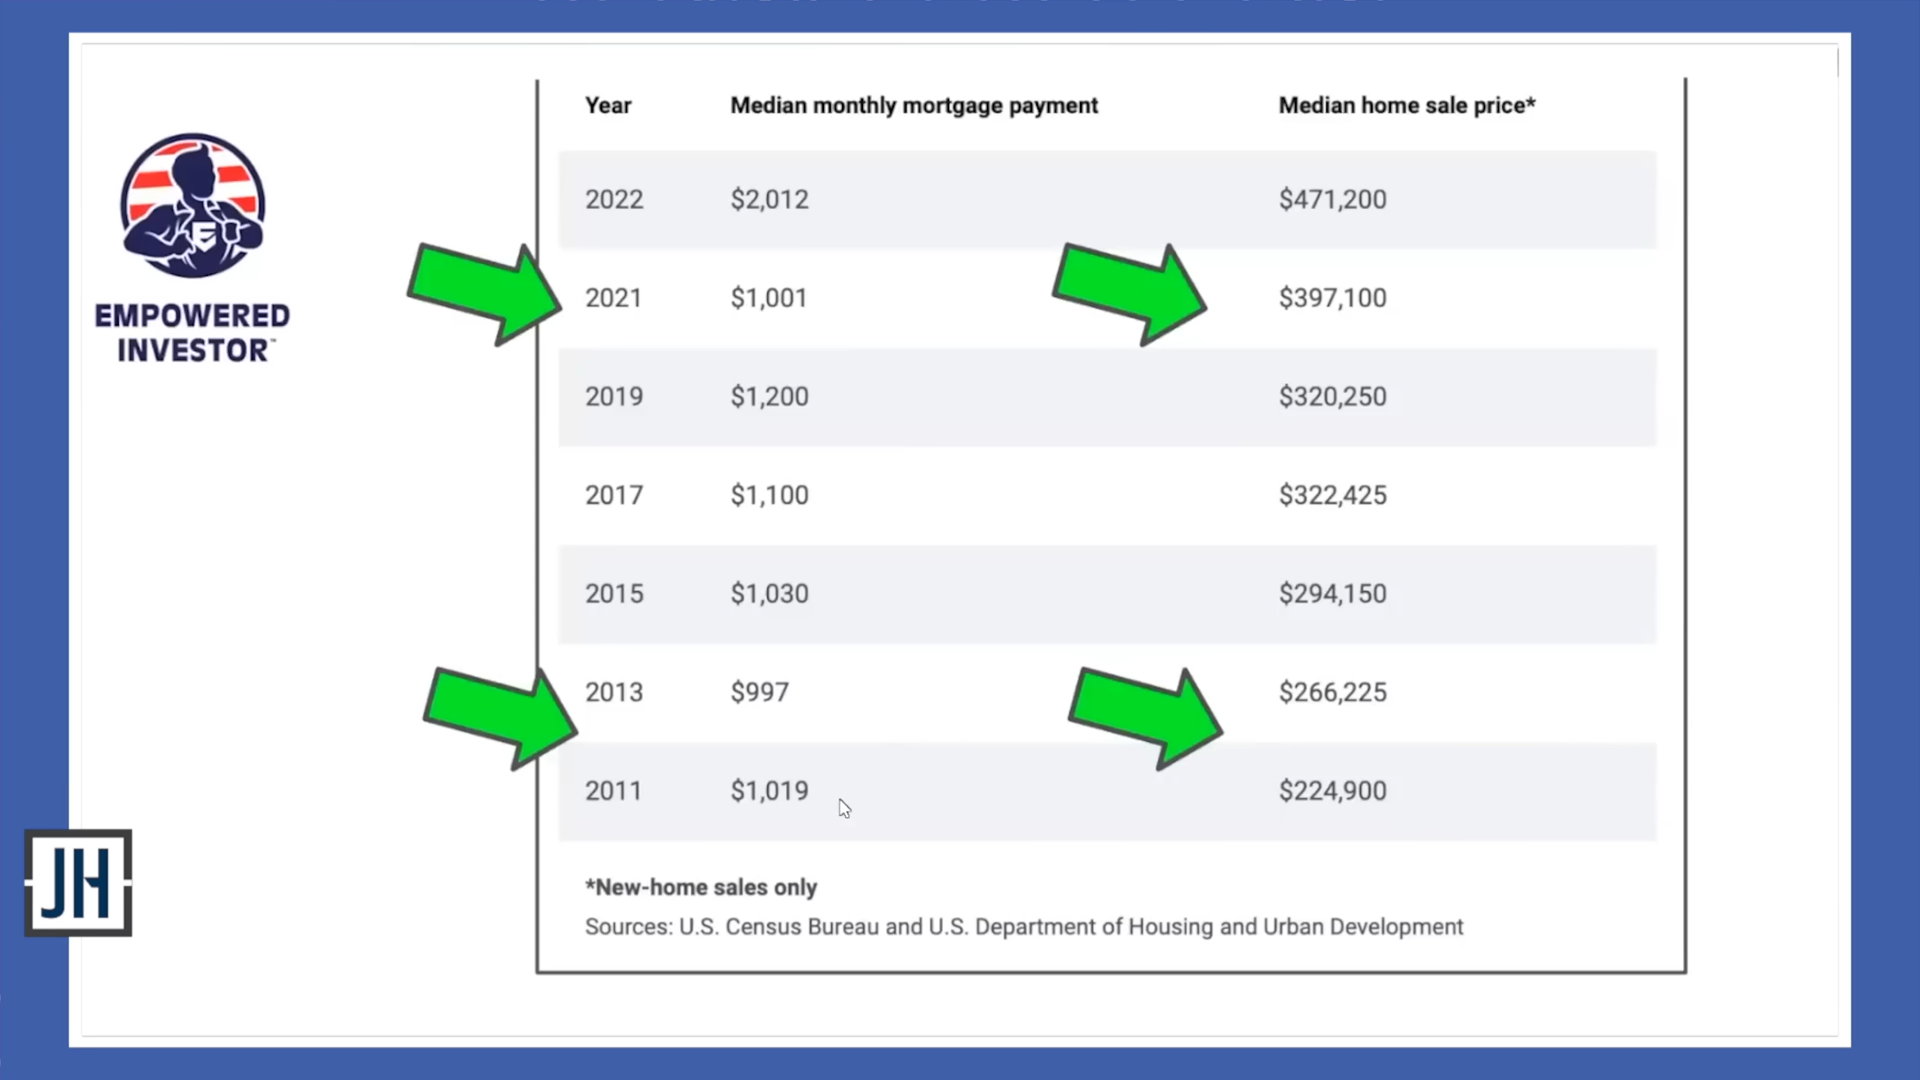 Year Median monthly mortgage payment Median home sale price*
2022 $2,012 $471,200
2021 $1,001 $397,100
2019 $1,200 $320,250
2017 $1,100 $322,425
2015 $1,030 $294,150
2013 $997 $266,225
2011 $1,019 $224,900
*New-home sales only
Sources: U.S. Census Bureau and U.S. Department of Housing and Urban Development
EMPOWERED
INVESTOR™
JH